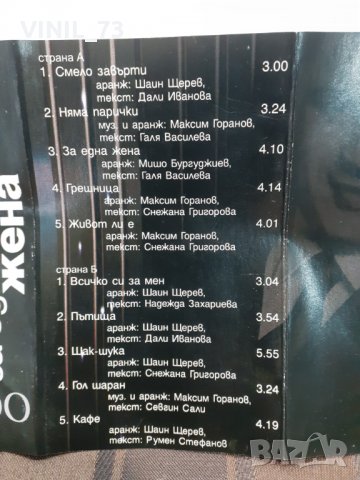 VINIL_73
страна А
1. Смело завърти 3.00
аранж: Шаин Щерев,
текст: Дали Иванова
2. Няма парички 3.24
муз. и аранж: Максим Горанов,
текст: Галя Василева
3. За една жена 4.10
аранж: Мишо Бургуджиев,
текст: Галя Василева
4. Грешница 4.14
аранж: Максим Горанов,
текст: Снежана Григорова
5. Живот ли е 4.01
аранж: Максим Горанов,
текст: Снежана Григорова
страна Б
1. Всичко си за мен 3.04
аранж: Шаин Щерев,
текст: Надежда Захариева
2. Пътища 3.54
аранж: Шаин Щерев,
текст: Дали Иванова
3. Щак-шука 5.55
аранж: Шаин Щерев,
текст: Снежана Григорова
4. Гол шаран 3.24
муз. и аранж: Максим Горанов,
текст: Севаин Сали
5. Кафе 4.19
аранж: Шаин Щерев,
текст: Румен Стефанов
жена
BAZAR